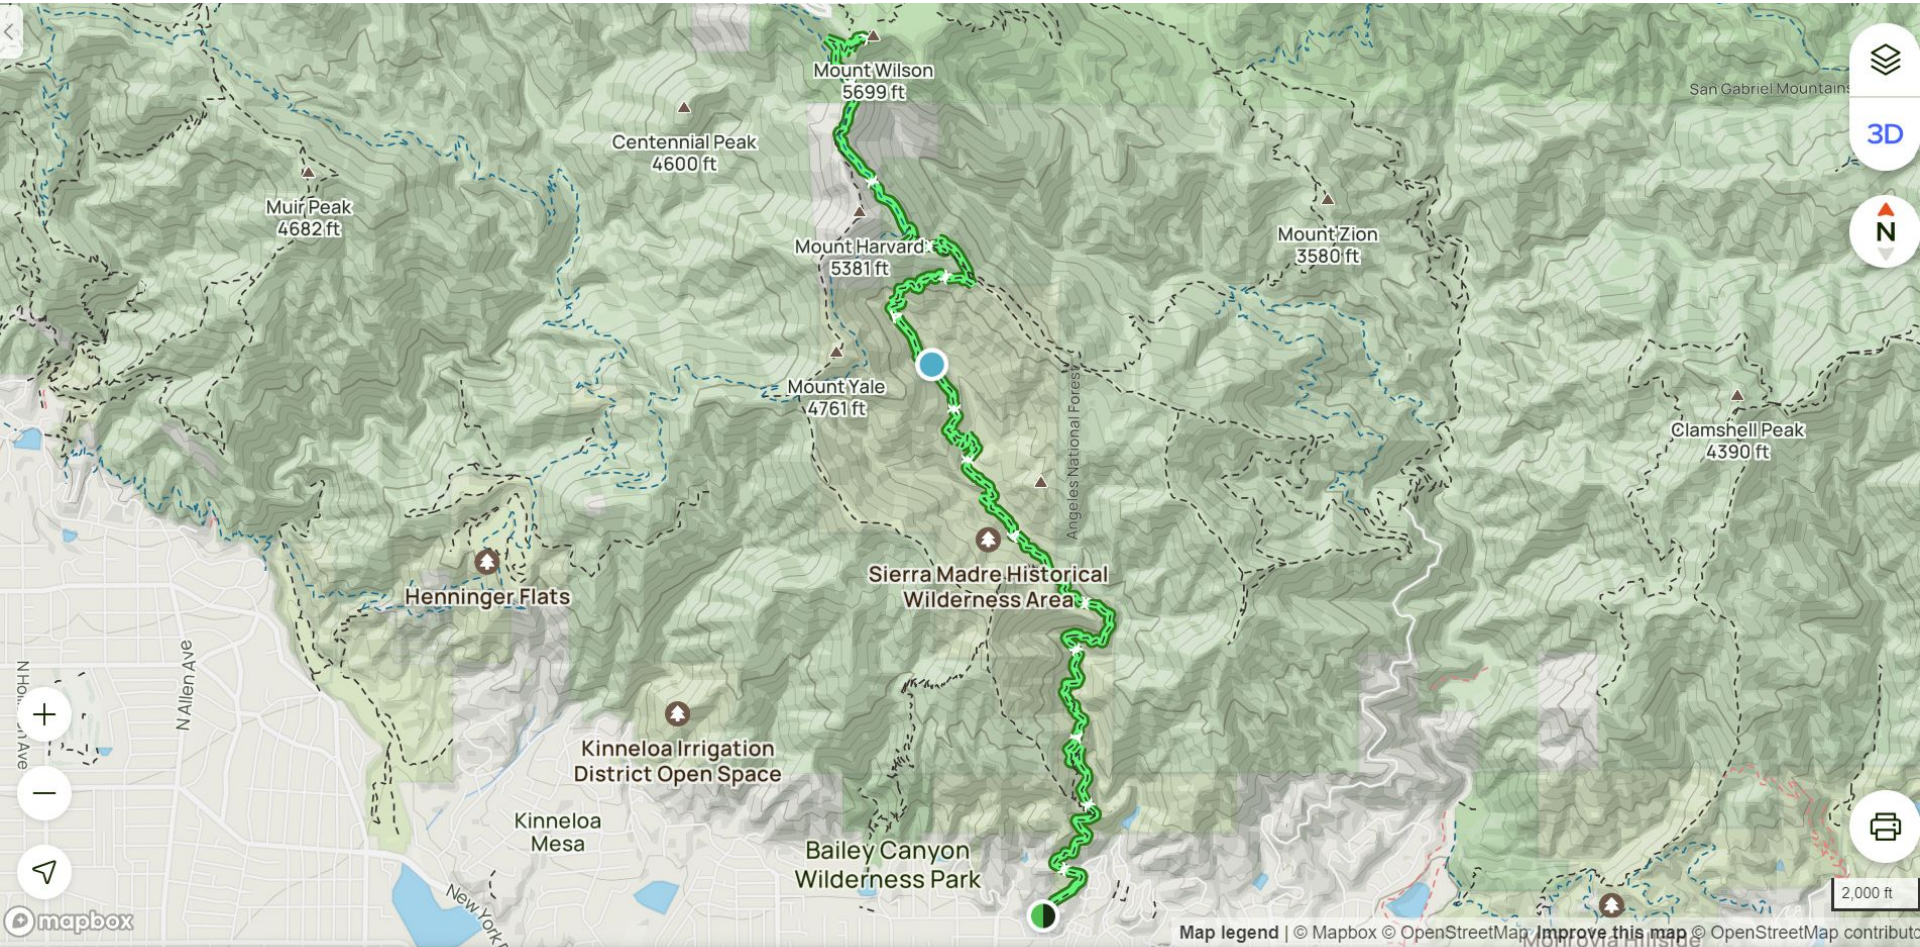 Mount Wilson
5699 ft
San Gabriel Mountains
3D
Centennial Peak
4600 ft
Muir Peak
4682 ft
N
Mount Harvard
5381 ft
Mount Zion
3580 ft
Mount Yale
4761 ft
Angeles National Forest
Clamshell Peak
4390 ft
Sierra Madre Historical
Wilderness Area
Henninger Flats
N Allen Ave
Kinneloa Irrigation
District Open Space
Kinneloa
Mesa
Bailey Canyon
Wilderness Park
New York
2,000 ft
mapbox
Map legend | © Mapbox © OpenStreetMap Improve this map © OpenStreetMap contributo
Monrovia Hillside